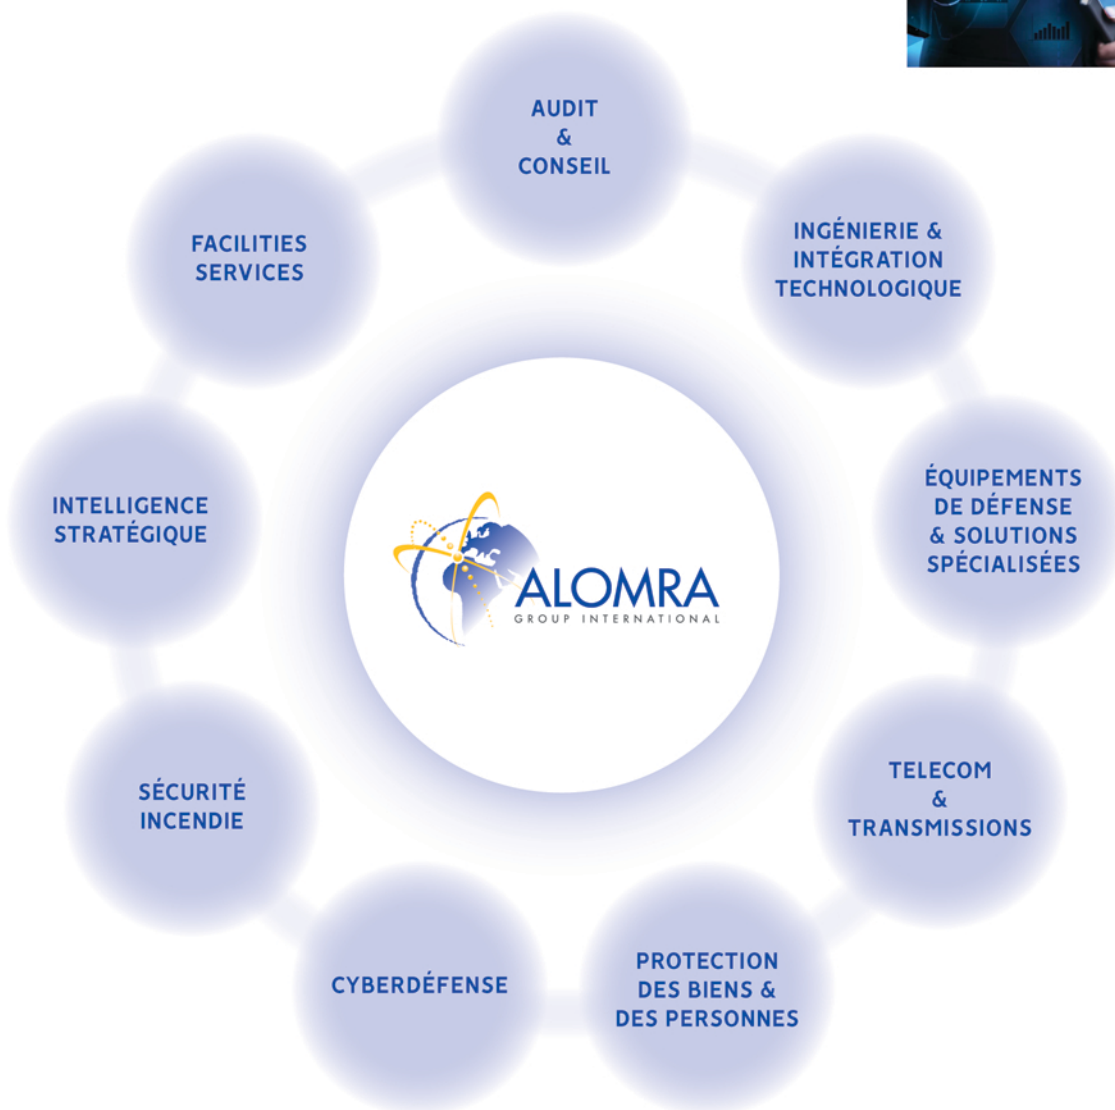 AUDIT
&
CONSEIL
INGÉNIERIE &
INTÉGRATION
TECHNOLOGIQUE
ÉQUIPEMENTS
DE DÉFENSE
& SOLUTIONS
SPÉCIALISÉES
TELECOM
&
TRANSMISSIONS
PROTECTION
DES BIENS &
DES PERSONNES
CYBERDÉFENSE
SÉCURITÉ
INCENDIE
INTELLIGENCE
STRATÉGIQUE
FACILITIES
SERVICES
ALOMRA
GROUP INTERNATIONAL